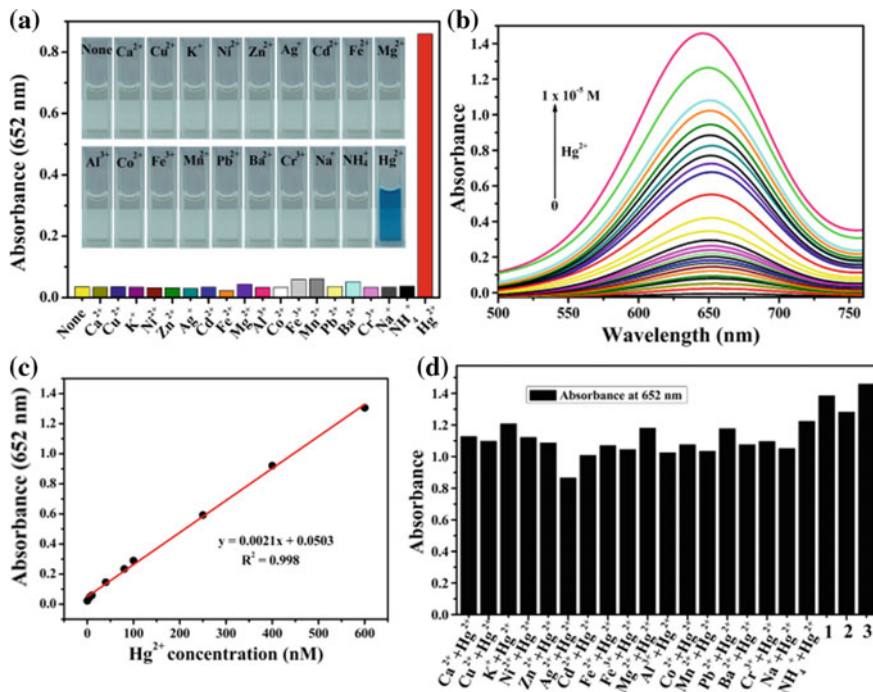 (a)
Absorbance (652 nm)
0.8
0.6
0.4
0.2
0.0
None Ca²⁺ Cu²⁺ K⁺ Ni²⁺ Zn²⁺ Ag⁺ Cd²⁺ Fe²⁺ Mg²⁺
Al³⁺ Co²⁺ Fe³⁺ Mn²⁺ Pb²⁺ Ba²⁺ Cr³⁺ Na⁺ NH₄⁺ Hg²⁺
None Ca²⁺ Cu²⁺ K⁺ Ni²⁺ Zn²⁺ Ag⁺ Cd²⁺ Fe²⁺ Mg²⁺ Al³⁺ Co²⁺ Fe³⁺ Mn²⁺ Pb²⁺ Ba²⁺ Cr³⁺ Na⁺ NH₄⁺ Hg²⁺
(b)
Absorbance
1.4
1.2
1.0
0.8
0.6
0.4
0.2
0.0
1 x 10⁻⁵ M
Hg²⁺
0
500 550 600 650 700 750
Wavelength (nm)
(c)
Absorbance (652 nm)
1.6
1.4
1.2
1.0
0.8
0.6
0.4
0.2
0.0
y = 0.0021x + 0.0503
R² = 0.998
0 100 200 300 400 500 600
Hg²⁺ concentration (nM)
(d)
Absorbance
1.4
1.2
1.0
0.8
0.6
0.4
0.2
0.0
Absorbance at 652 nm
Ca²⁺+Hg²⁺ Cu²⁺+Hg²⁺ K⁺+Hg²⁺ Ni²⁺+Hg²⁺ Zn²⁺+Hg²⁺ Ag⁺+Hg²⁺ Cd²⁺+Hg²⁺ Fe³⁺+Hg²⁺ Fe²⁺+Hg²⁺ Mg²⁺+Hg²⁺ Al³⁺+Hg²⁺ Co²⁺+Hg²⁺ Mn²⁺+Hg²⁺ Pb²⁺+Hg²⁺ Ba²⁺+Hg²⁺ Cr³⁺+Hg²⁺ Na⁺+Hg²⁺ NH₄⁺+Hg²⁺ 1 2 3